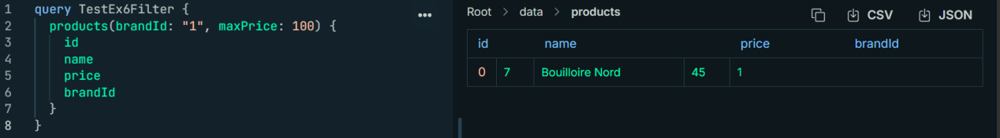 1 query TestEx6Filter {
2 products(brandId: "1", maxPrice: 100) {
3 id
4 name
5 price
6 brandId
7 }
8 }
•••
Root > data > products
CSV JSON
id name price brandId
0 7 Bouilloire Nord 45 1